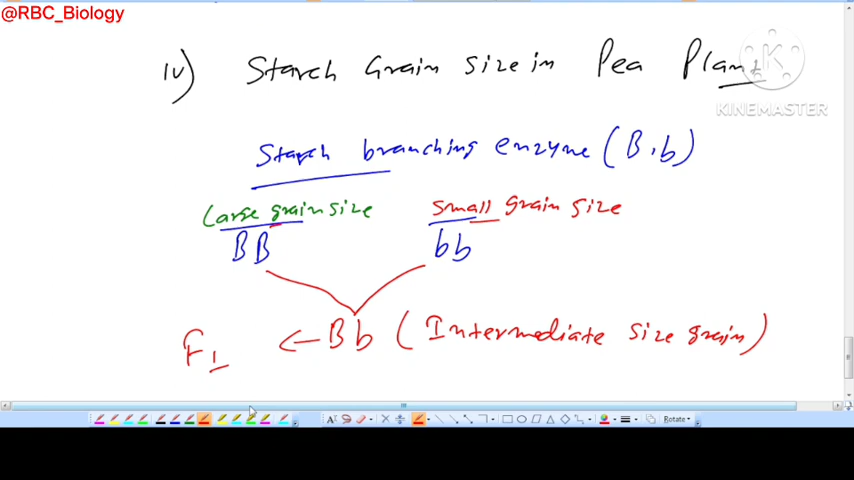 @RBC_Biology
iv) Starch Grain size in Pea Plant
KINEMASTER
Starch branching enzyme (B,b)
Large grain size small grain size
BB bb
F1 ← Bb (Intermediate size grain)
Rotate